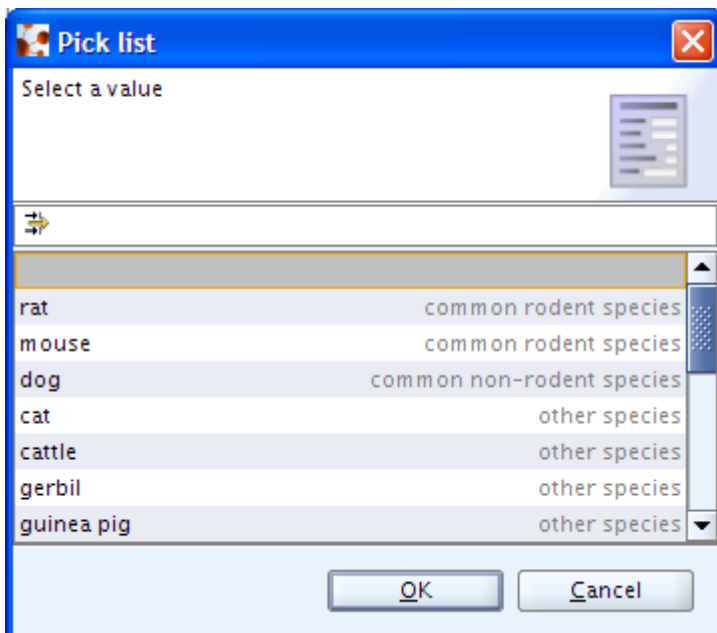 Pick list
Select a value
rat common rodent species
mouse common rodent species
dog common non-rodent species
cat other species
cattle other species
gerbil other species
guinea pig other species
OK Cancel